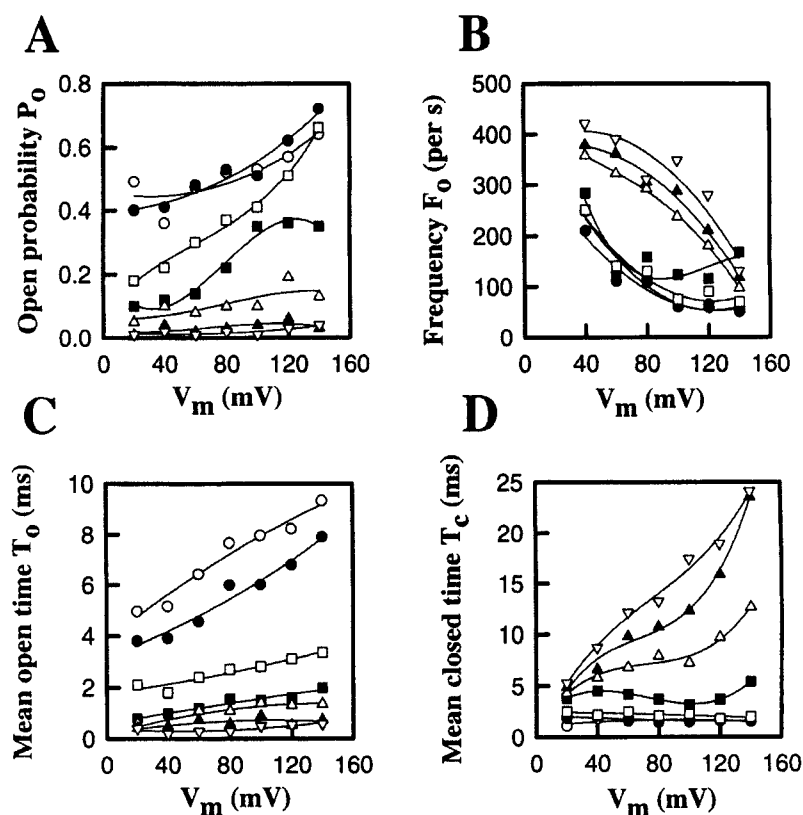 A
Open probability Po
0.8
0.6
0.4
0.2
0.0
0 40 80 120 160
Vm (mV)
B
Frequency Fo (per s)
500
400
300
200
100
0
0 40 80 120 160
Vm (mV)
C
Mean open time To (ms)
10
8
6
4
2
0
0 40 80 120 160
Vm (mV)
D
Mean closed time Tc (ms)
25
20
15
10
5
0
0 40 80 120 160
Vm (mV)